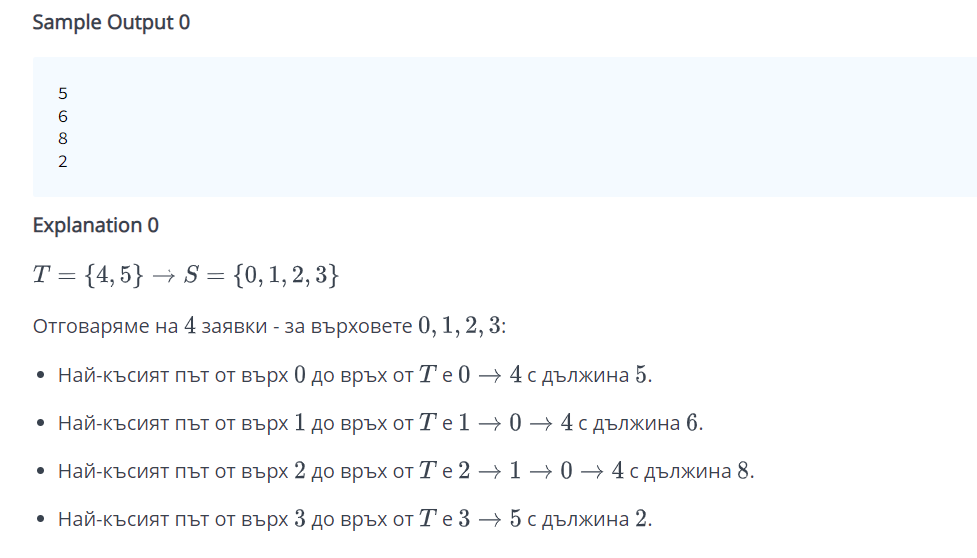 Sample Output 0
5
6
8
2
Explanation 0
T = {4, 5} → S = {0, 1, 2, 3}
Отговаряме на 4 заявки - за върховете 0, 1, 2, 3:
• Най-късият път от връх 0 до връх от T е 0 → 4 с дължина 5.
• Най-късият път от връх 1 до връх от T е 1 → 0 → 4 с дължина 6.
• Най-късият път от връх 2 до връх от T е 2 → 1 → 0 → 4 с дължина 8.
• Най-късият път от връх 3 до връх от T е 3 → 5 с дължина 2.